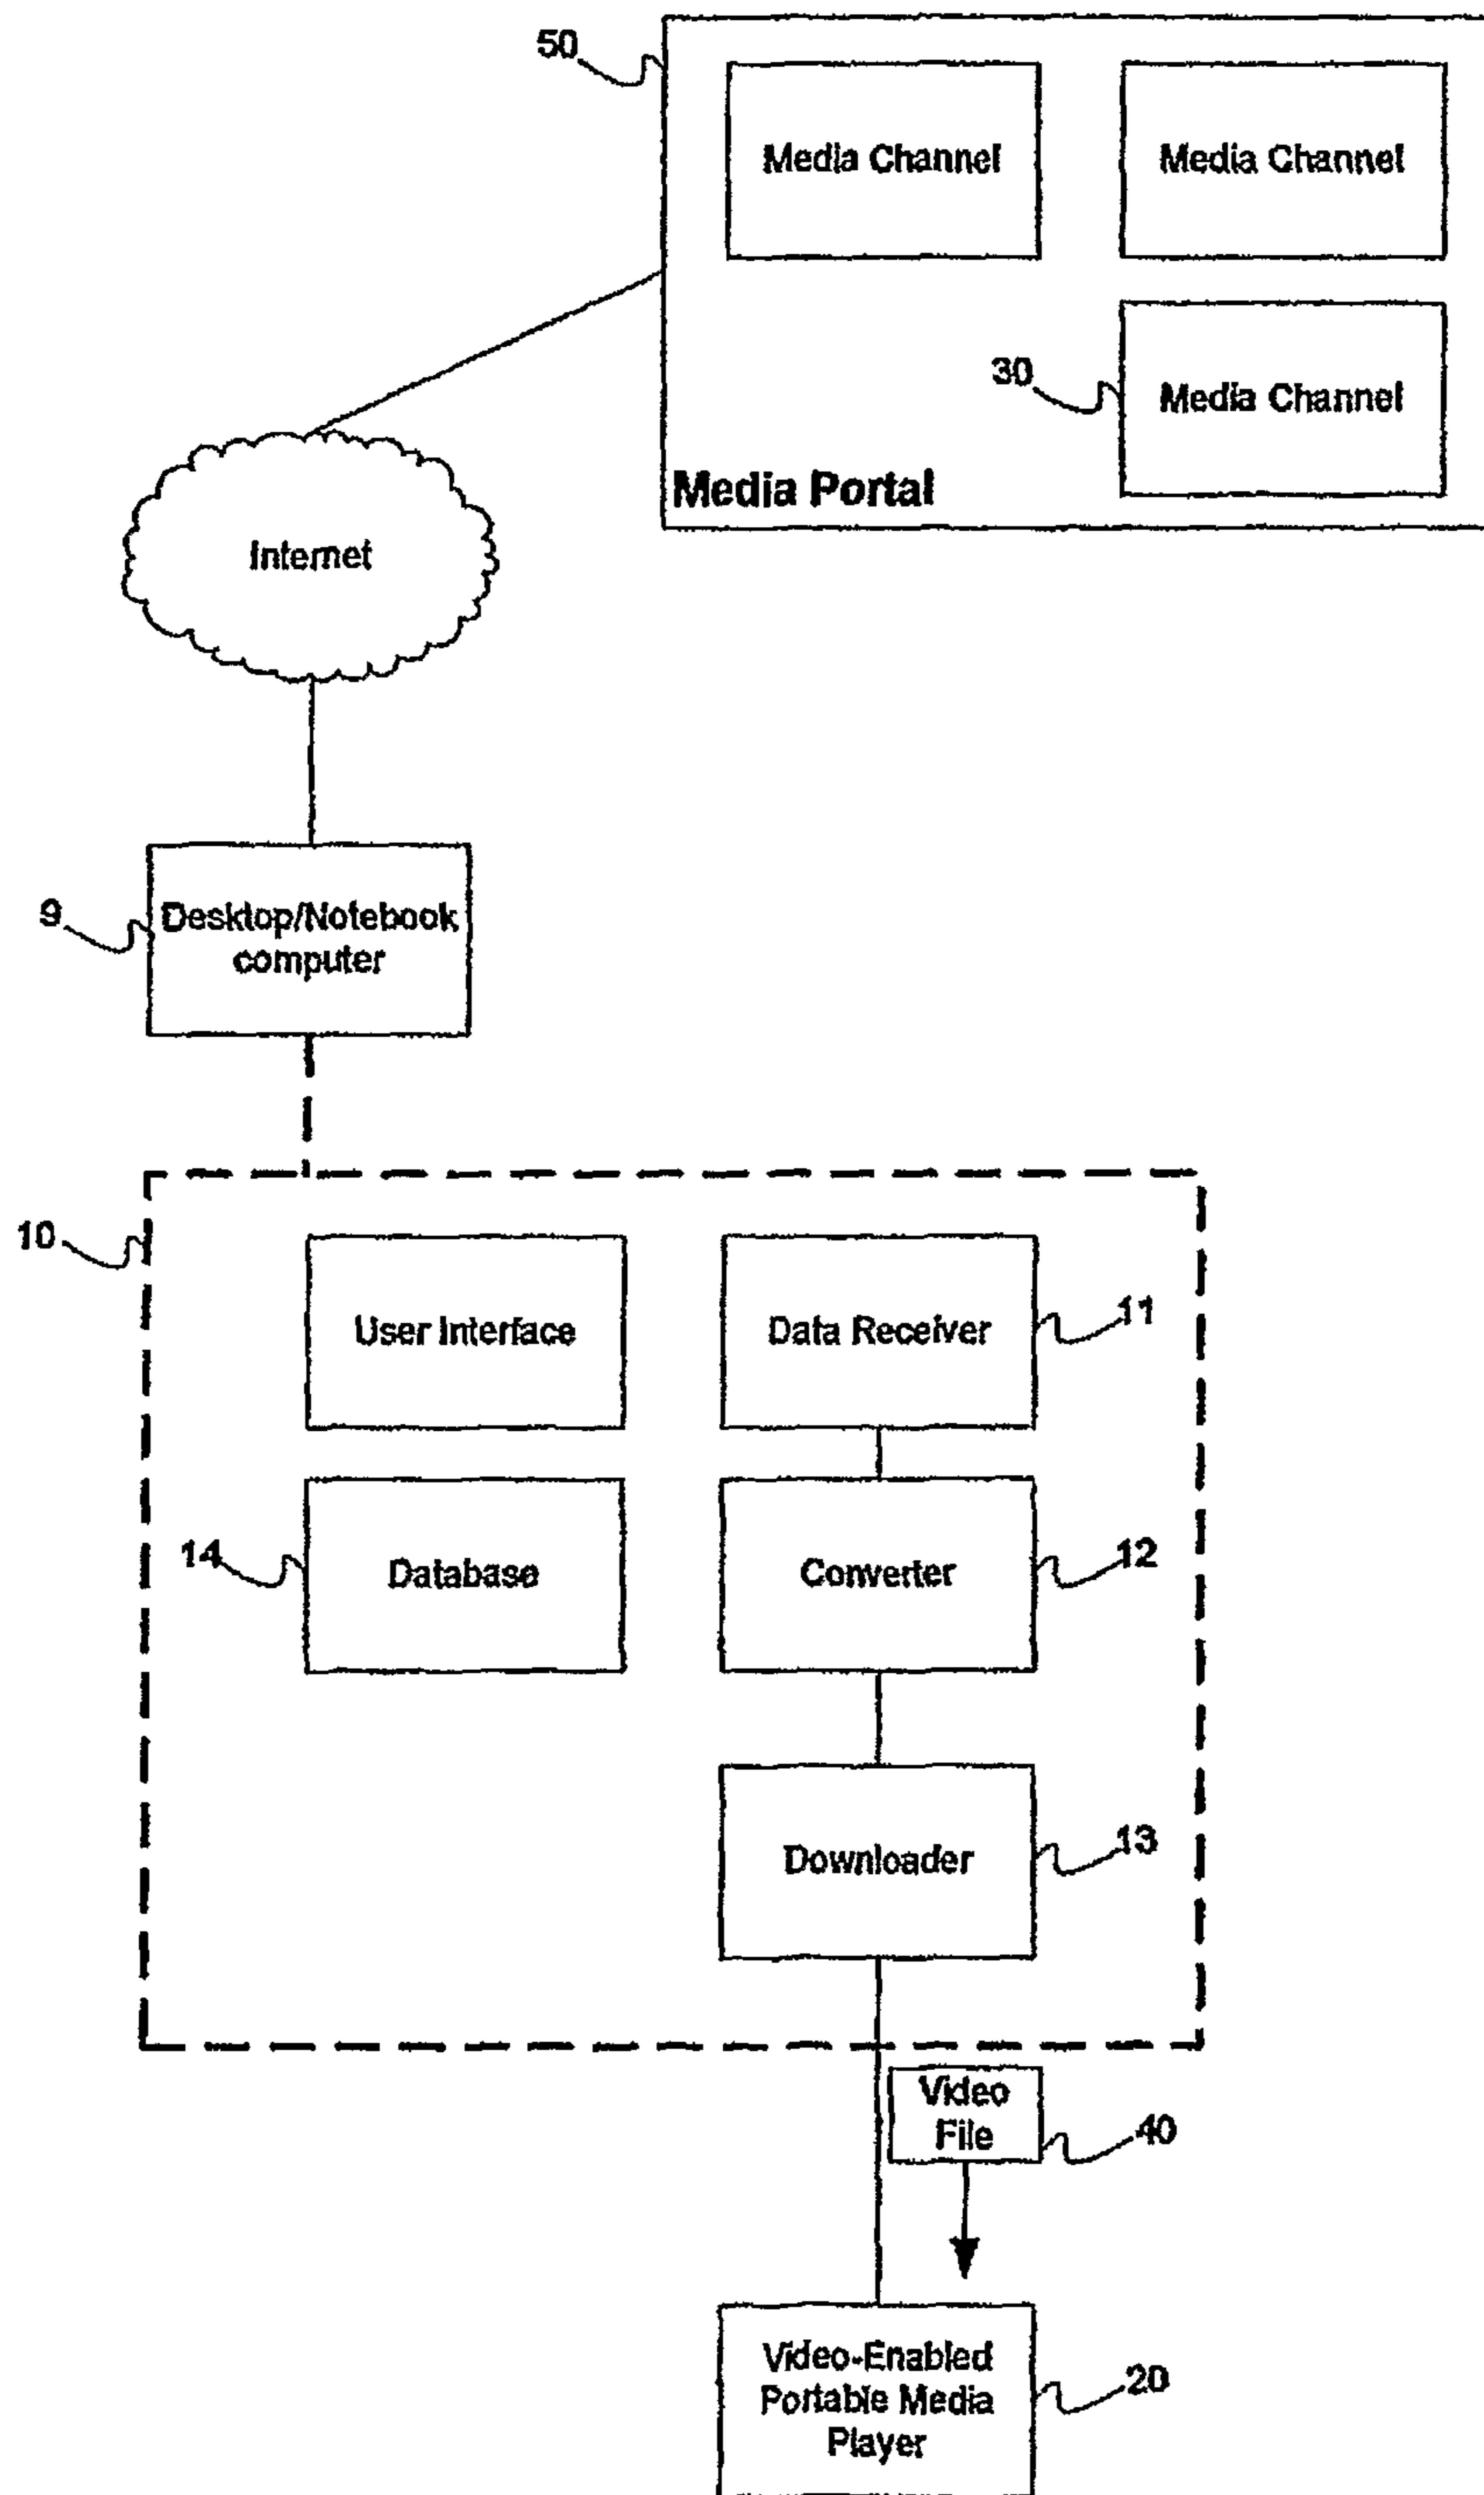 50
Media Channel
Media Channel
30
Media Channel
Media Portal
Internet
9
Desktop/Notebook
computer
10
User Interface
Data Receiver
11
14
Database
Converter
12
Downloader
13
Video
File
40
Video-Enabled
Portable Media
Player
20